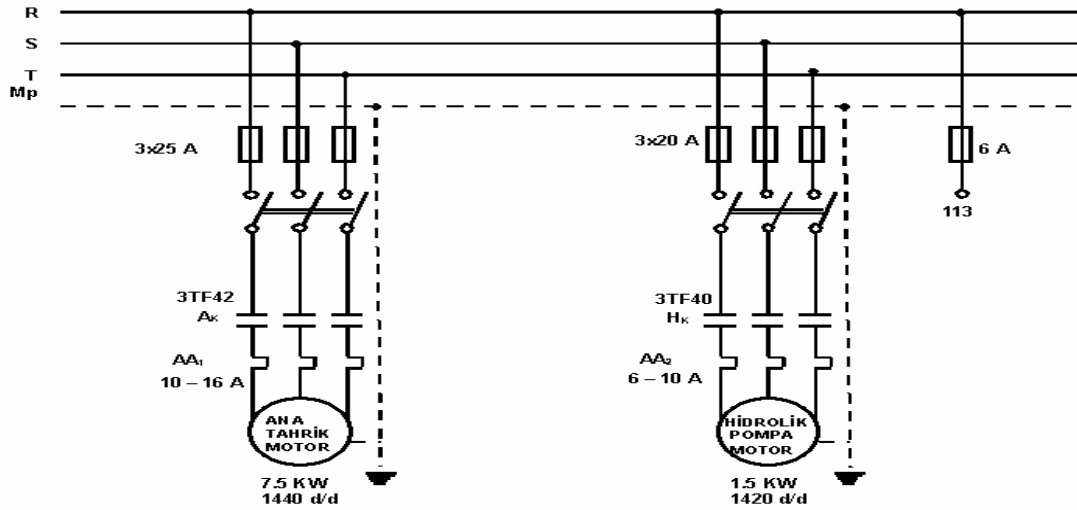 R
S
T
Mp
3x25 A
3x20 A
6 A
113
3TF42
AK
3TF40
HK
AA1
10 – 16 A
AA2
6 – 10 A
ANA
TAHRİK
MOTOR
HİDROLİK
POMPA
MOTOR
7.5 KW
1440 d/d
1.5 KW
1420 d/d